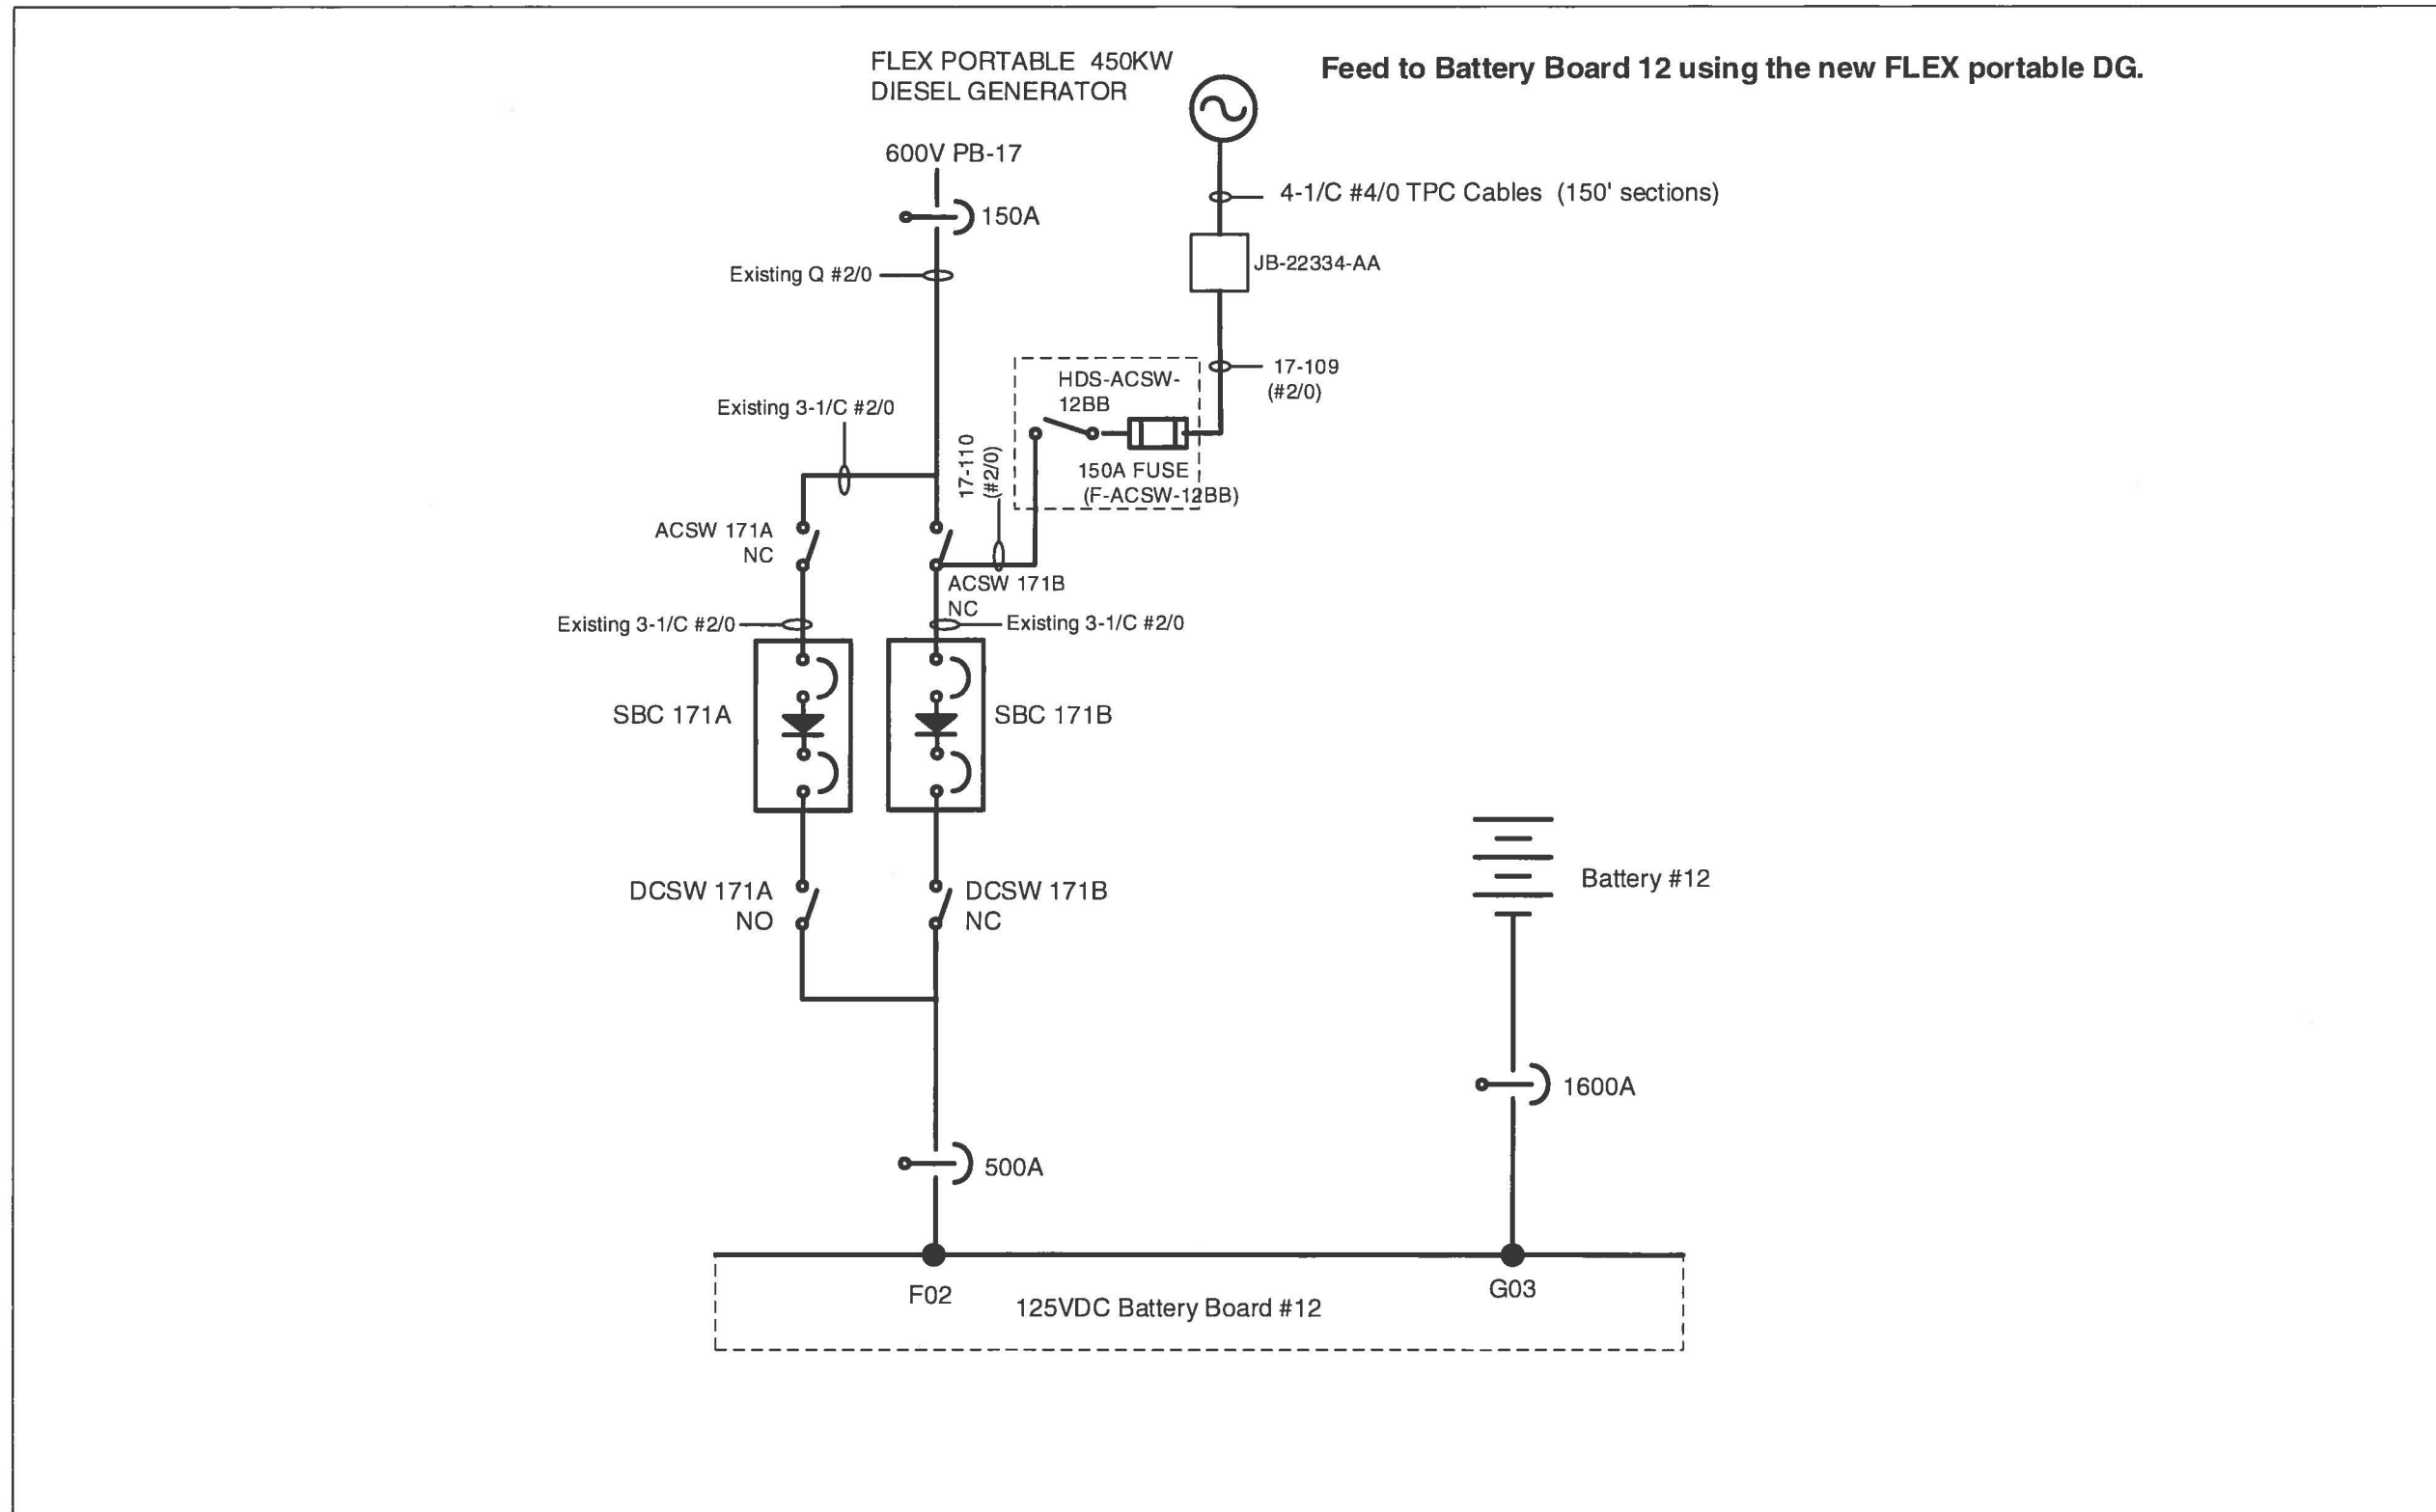 FLEX PORTABLE 450KW
DIESEL GENERATOR
Feed to Battery Board 12 using the new FLEX portable DG.
600V PB-17
150A
4-1/C #4/0 TPC Cables (150' sections)
JB-22334-AA
Existing Q #2/0
17-109
(#2/0)
HDS-ACSW-
12BB
Existing 3-1/C #2/0
17-110
(#2/0)
150A FUSE
(F-ACSW-12BB)
ACSW 171A
NC
ACSW 171B
NC
Existing 3-1/C #2/0
Existing 3-1/C #2/0
SBC 171A
SBC 171B
DCSW 171A
NO
DCSW 171B
NC
Battery #12
1600A
500A
F02
G03
125VDC Battery Board #12